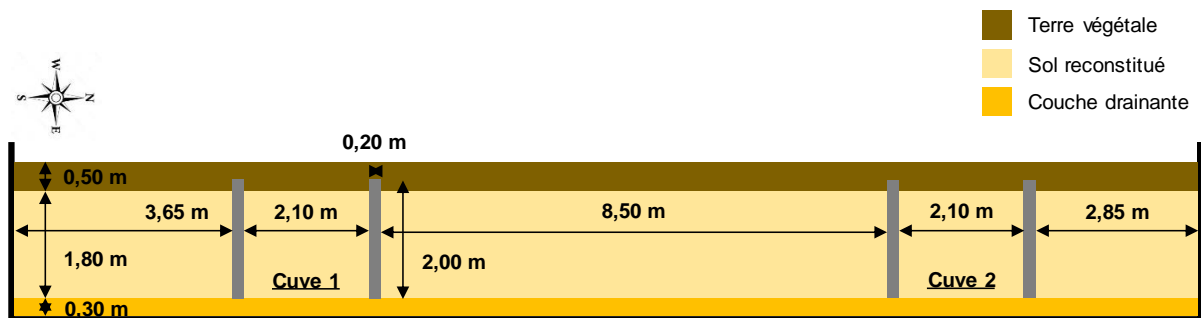 Terre végétale
Sol reconstitué
Couche drainante
W
S
N
E
0,20 m
0,50 m
3,65 m
2,10 m
8,50 m
2,10 m
2,85 m
1,80 m
2,00 m
Cuve 1
Cuve 2
0,30 m